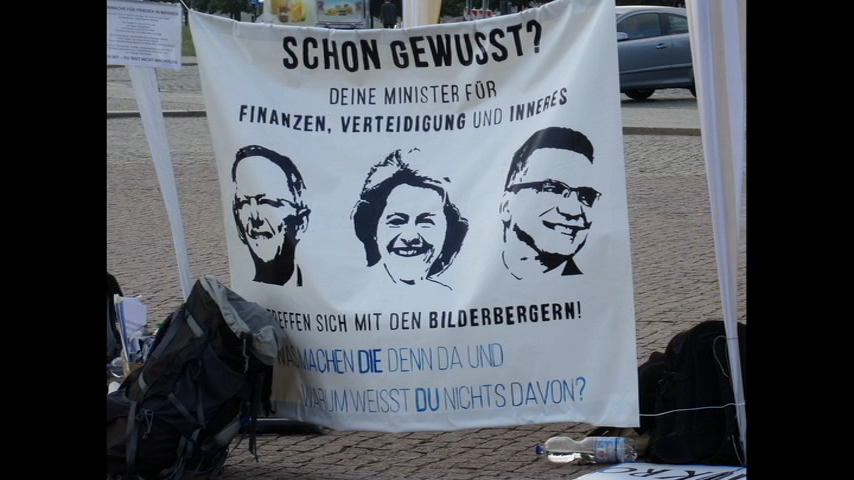 SCHON GEWUSST?
DEINE MINISTER FÜR
FINANZEN, VERTEIDIGUNG UND INNERES
TREFFEN SICH MIT DEN BILDERBERGERN!
WAS MACHEN DIE DENN DA UND
WARUM WEISST DU NICHTS DAVON?